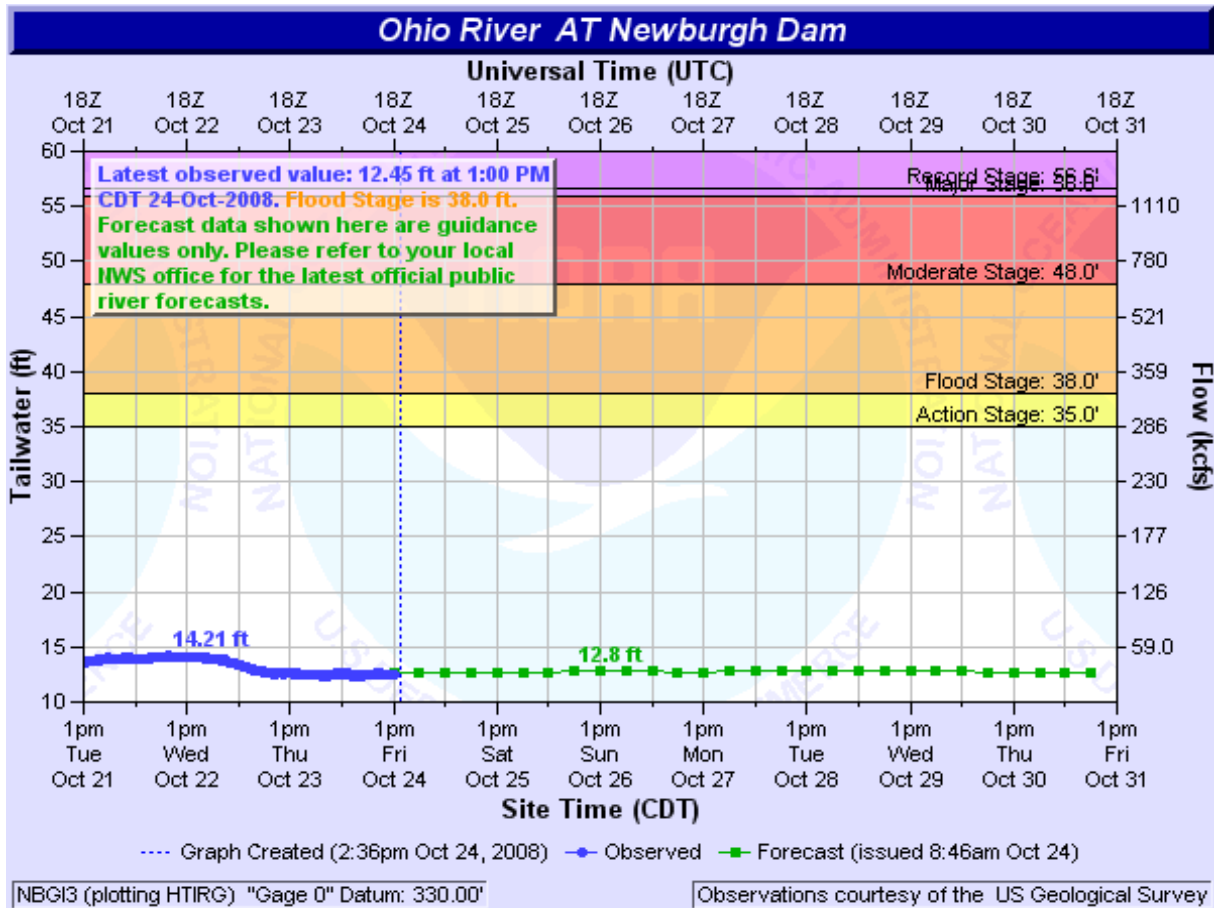 Ohio River AT Newburgh Dam
Universal Time (UTC)
18Z 18Z 18Z 18Z 18Z 18Z 18Z 18Z 18Z 18Z 18Z
Oct 21 Oct 22 Oct 23 Oct 24 Oct 25 Oct 26 Oct 27 Oct 28 Oct 29 Oct 30 Oct 31
Latest observed value: 12.45 ft at 1:00 PM
CDT 24-Oct-2008. Flood Stage is 38.0 ft.
Forecast data shown here are guidance
values only. Please refer to your local
NWS office for the latest official public
river forecasts.
Record Stage: 56.6'
Major Stage: 56.0'
Moderate Stage: 48.0'
Flood Stage: 38.0'
Action Stage: 35.0'
Tailwater (ft)
60
55
50
45
40
35
30
25
20
15
10
Flow (kcfs)
1110
780
521
359
286
230
177
126
59.0
14.21 ft
12.8 ft
NOAA
1pm 1pm 1pm 1pm 1pm 1pm 1pm 1pm 1pm 1pm 1pm
Tue Wed Thu Fri Sat Sun Mon Tue Wed Thu Fri
Oct 21 Oct 22 Oct 23 Oct 24 Oct 25 Oct 26 Oct 27 Oct 28 Oct 29 Oct 30 Oct 31
Site Time (CDT)
Graph Created (2:36pm Oct 24, 2008) Observed Forecast (issued 8:46am Oct 24)
NBGI3 (plotting HTIRG) "Gage 0" Datum: 330.00'
Observations courtesy of the US Geological Survey